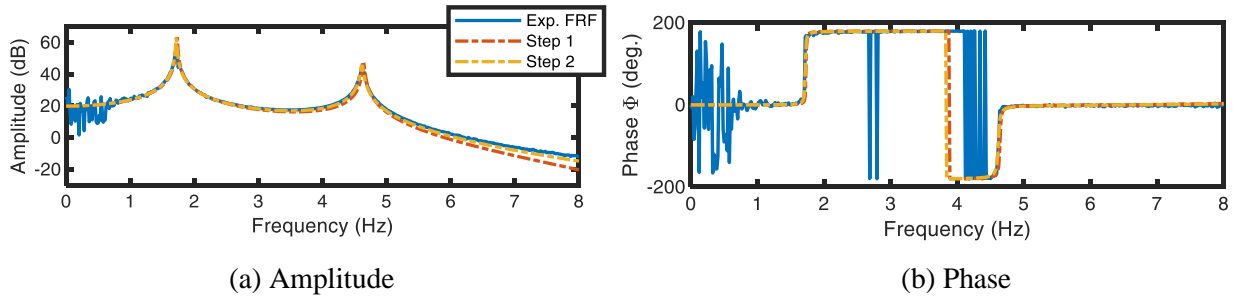 Exp. FRF
Step 1
Step 2
Amplitude (dB)
60
40
20
0
-20
0 1 2 3 4 5 6 7 8
Frequency (Hz)
(a) Amplitude
Phase Φ (deg.)
200
0
-200
0 1 2 3 4 5 6 7 8
Frequency (Hz)
(b) Phase